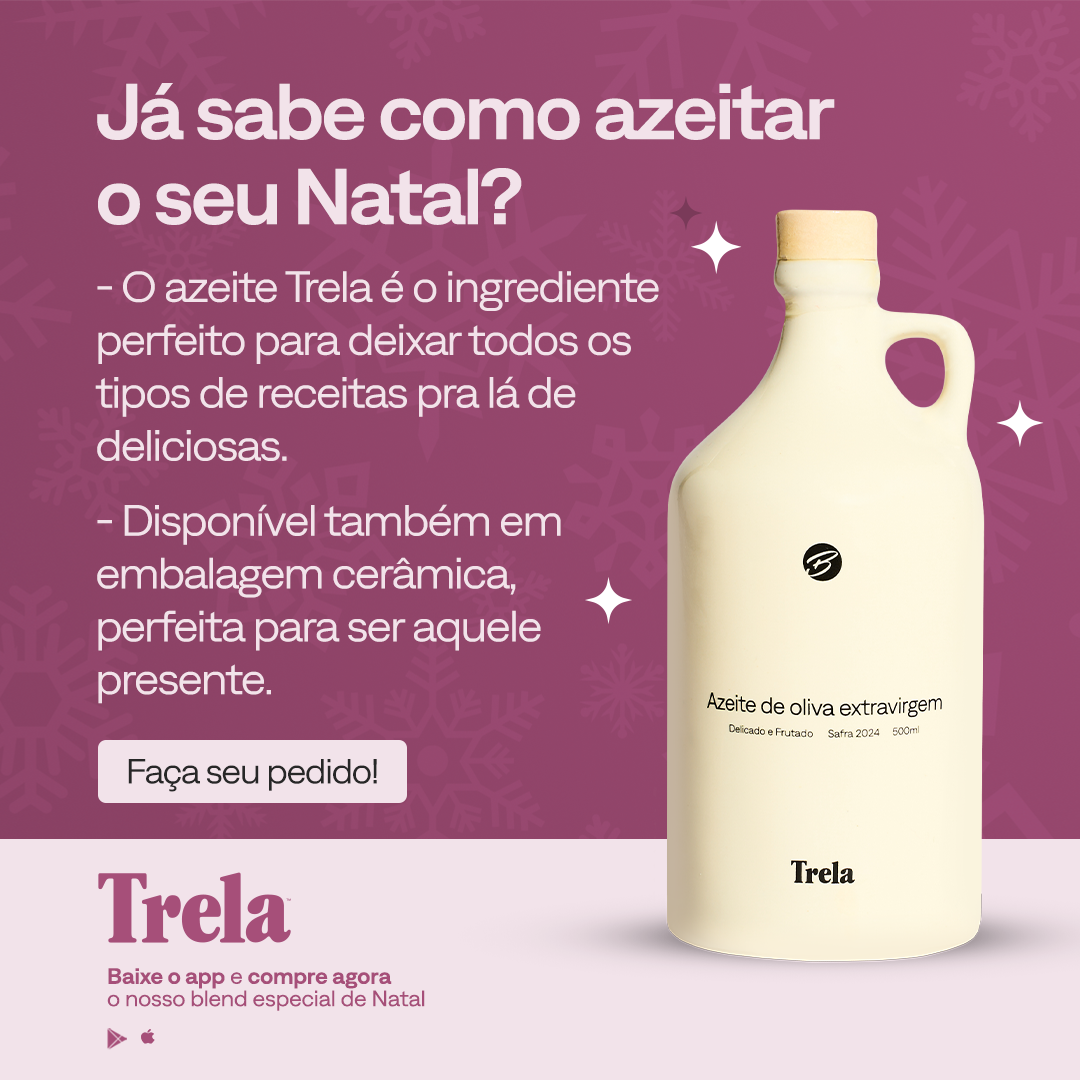 Já sabe como azeitar
o seu Natal?
- O azeite Trela é o ingrediente
perfeito para deixar todos os
tipos de receitas pra lá de
deliciosas.
- Disponível também em
embalagem cerâmica,
perfeita para ser aquele
presente.
Faça seu pedido!
B
Azeite de oliva extravirgem
Delicado e Frutado Safra 2024 500ml
Trela
Trela™
Baixe o app e compre agora
o nosso blend especial de Natal